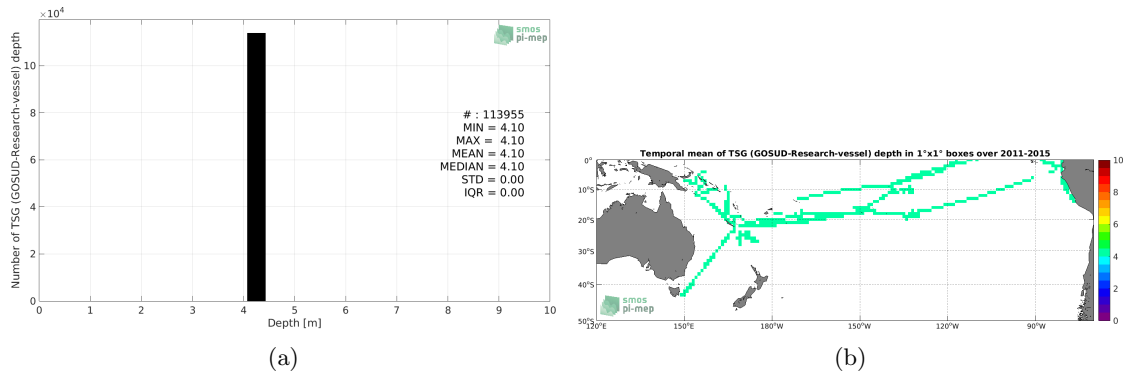 ×10⁴
smos
pi-mep
Number of TSG (GOSUD-Research-vessel) depth
10
8
6
4
2
0
# : 113955
MIN = 4.10
MAX = 4.10
MEAN = 4.10
MEDIAN = 4.10
STD = 0.00
IQR = 0.00
0 1 2 3 4 5 6 7 8 9 10
Depth [m]
(a)
Temporal mean of TSG (GOSUD-Research-vessel) depth in 1°x1° boxes over 2011-2015
0°
10°S
20°S
30°S
40°S
50°S
120°E 150°E 180°W 150°W 120°W 90°W
10
8
6
4
2
0
smos
pi-mep
(b)